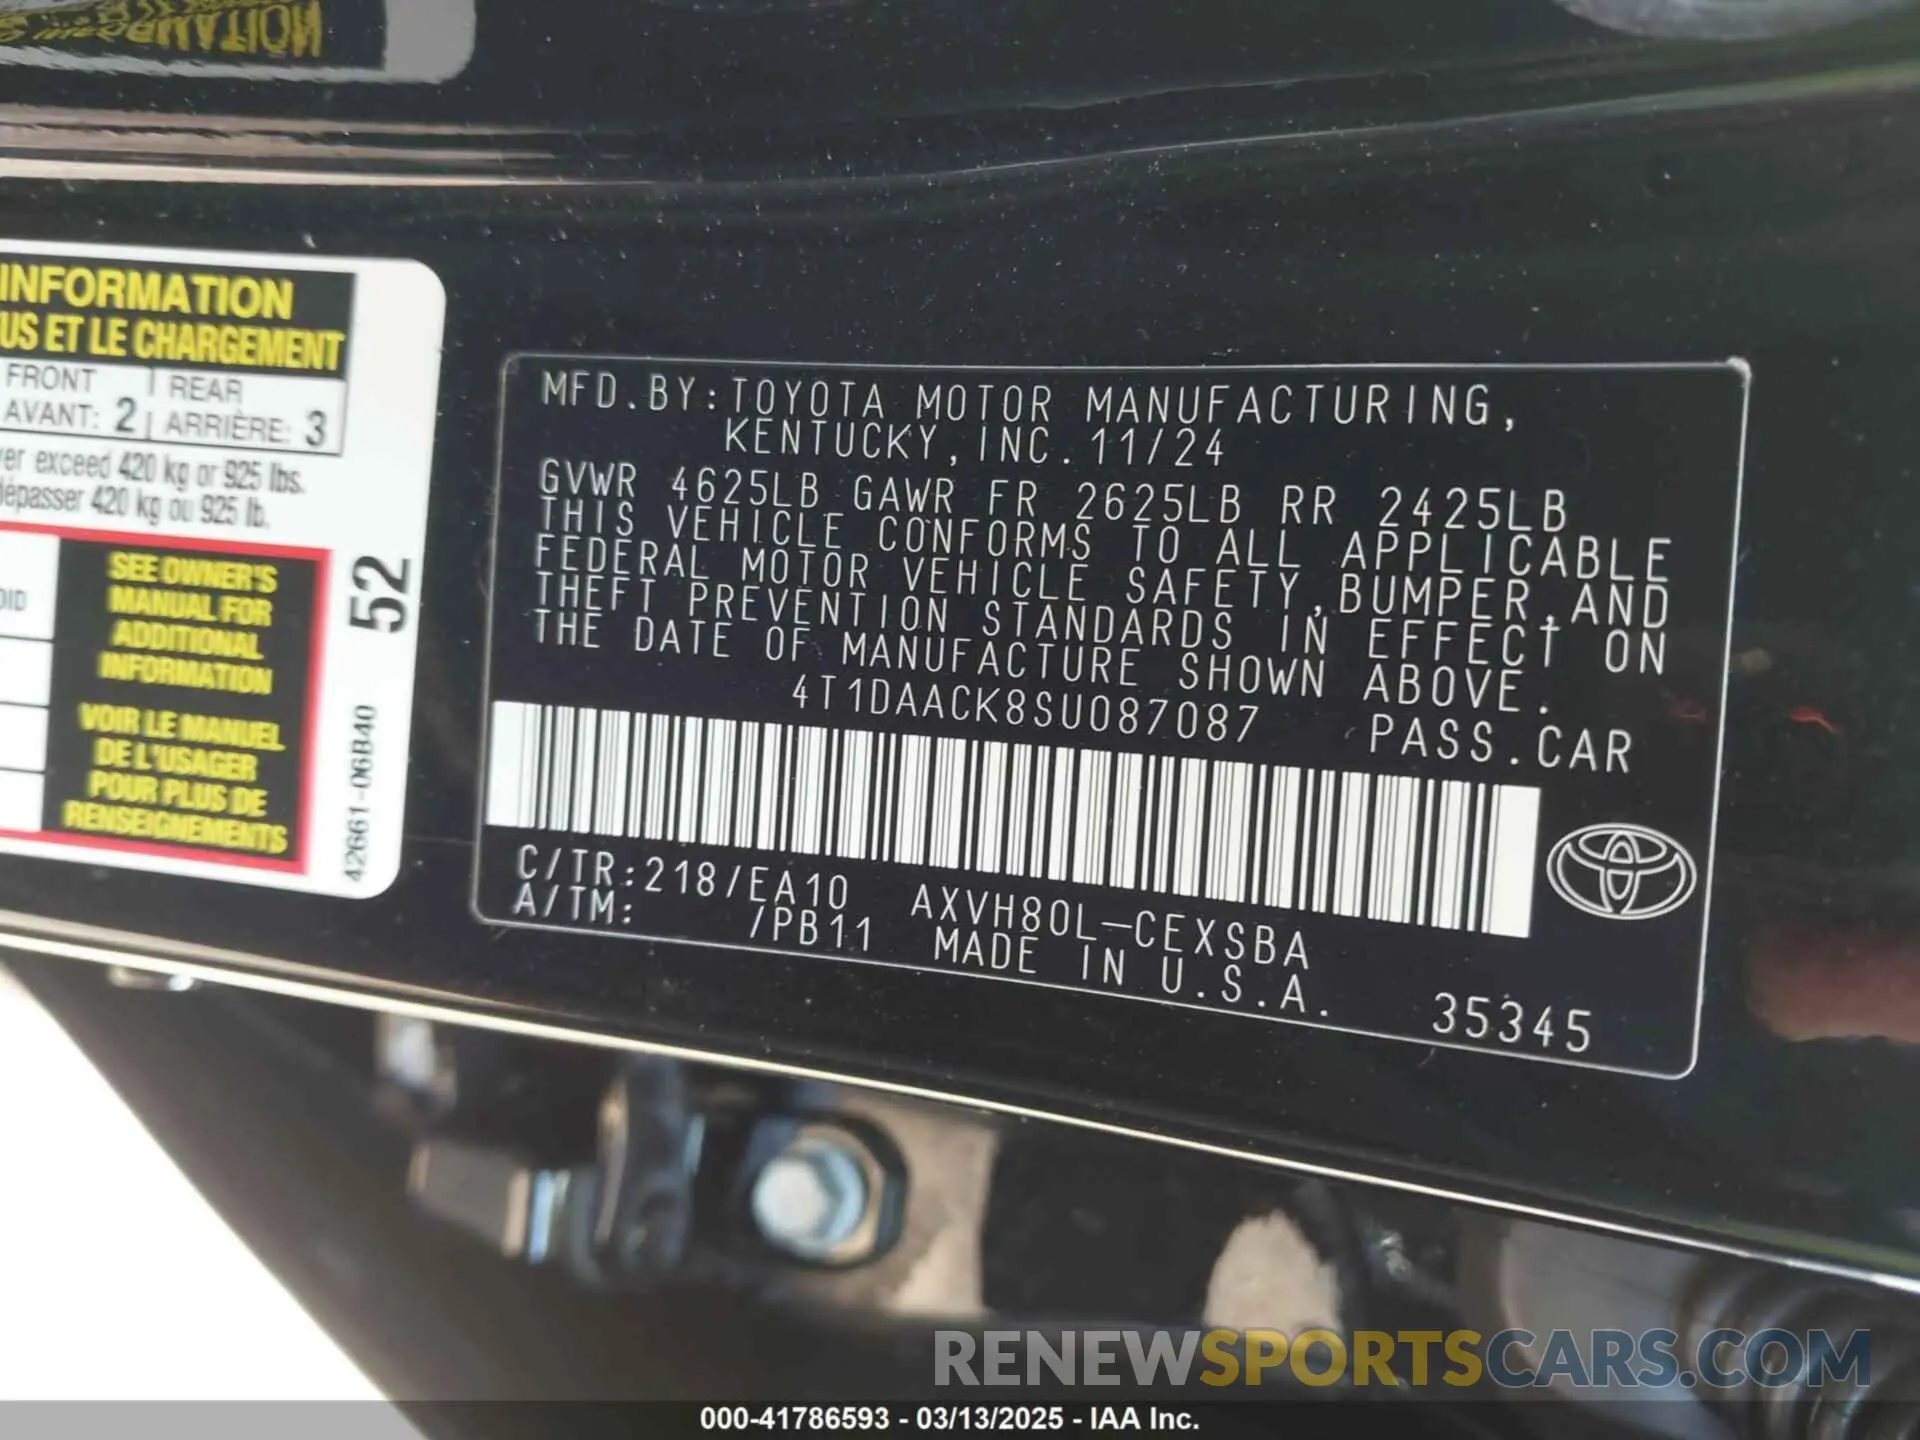 INFORMATION
US ET LE CHARGEMENT
FRONT REAR
AVANT: 2 ARRIÈRE: 3
er exceed 420 kg or 925 lbs.
dépasser 420 kg ou 925 lb.
SEE OWNER'S
MANUAL FOR
ADDITIONAL
INFORMATION
VOIR LE MANUEL
DE L'USAGER
POUR PLUS DE
RENSEIGNEMENTS
52
42661-06B40
MFD.BY:TOYOTA MOTOR MANUFACTURING,
KENTUCKY,INC.11/24
GVWR 4625LB GAWR FR 2625LB RR 2425LB
THIS VEHICLE CONFORMS TO ALL APPLICABLE
FEDERAL MOTOR VEHICLE SAFETY,BUMPER,AND
THEFT PREVENTION STANDARDS IN EFFECT ON
THE DATE OF MANUFACTURE SHOWN ABOVE.
4T1DAACK8SU087087 PASS.CAR
C/TR:218/EA10 AXVH80L-CEXSBA
A/TM: /PB11 MADE IN U.S.A.
35345
RENEWSPORTSCARS.COM
000-41786593 - 03/13/2025 - IAA Inc.